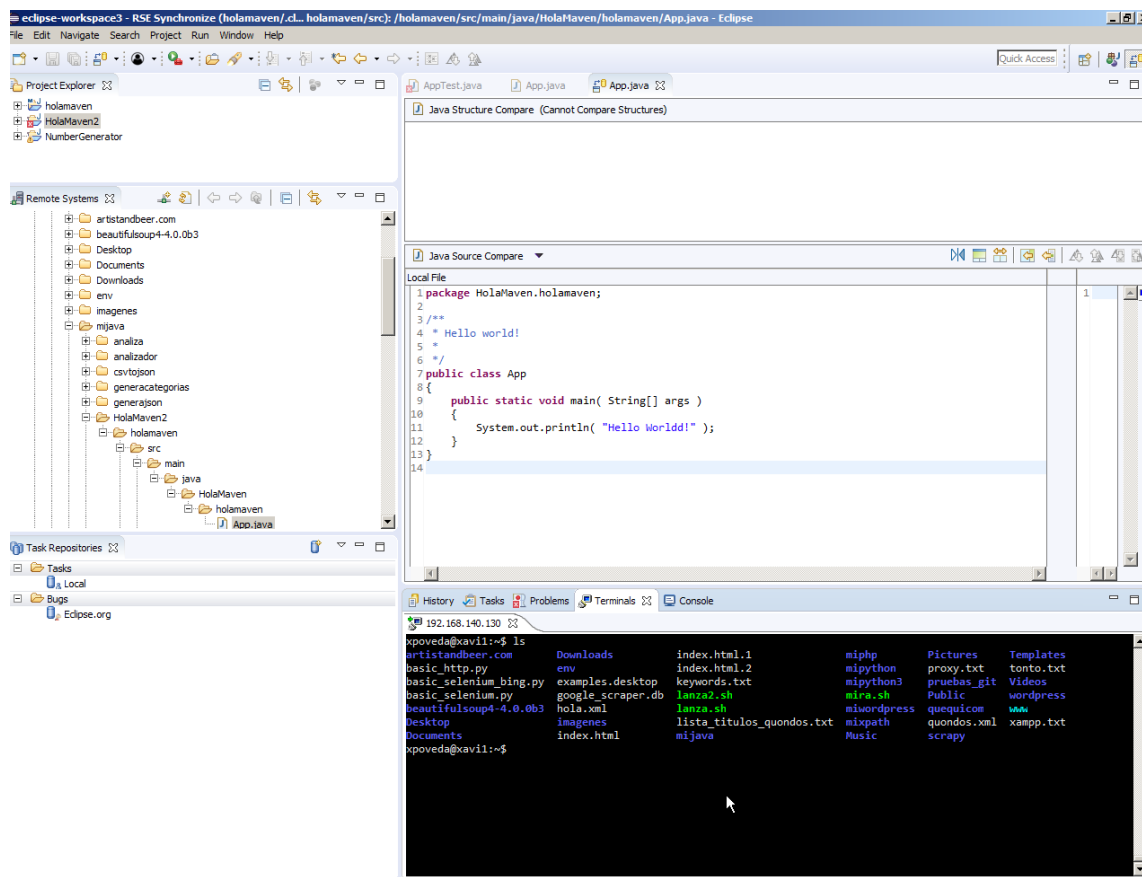 eclipse-workspace3 - RSE Synchronize (holamaven/.cl... holamaven/src): /holamaven/src/main/java/HolaMaven/holamaven/App.java - Eclipse
File Edit Navigate Search Project Run Window Help
Quick Access
Project Explorer
holamaven
HolaMaven2
NumberGenerator
Remote Systems
artistandbeer.com
beautifulsoup4-4.0.0b3
Desktop
Documents
Downloads
env
imagenes
mijava
analiza
analizador
csvtojson
generacategorias
generajson
HolaMaven2
holamaven
src
main
java
HolaMaven
holamaven
App.java
Task Repositories
Tasks
Local
Bugs
Eclipse.org
AppTest.java App.java App.java
Java Structure Compare (Cannot Compare Structures)
Java Source Compare
Local File
1 package HolaMaven.holamaven; 1
2
3 /**
4 * Hello world!
5 *
6 */
7 public class App
8 {
9 public static void main( String[] args )
10 {
11 System.out.println( "Hello Worldd!" );
12 }
13 }
14
History Tasks Problems Terminals Console
192.168.140.130
xpoveda@xavi1:~$ ls
artistandbeer.com Downloads index.html.1 miphp Pictures Templates
basic_http.py env index.html.2 mipython proxy.txt tonto.txt
basic_selenium_bing.py examples.desktop keywords.txt mipython3 pruebas_git Videos
basic_selenium.py google_scraper.db lanza2.sh mira.sh Public wordpress
beautifulsoup4-4.0.0b3 hola.xml lanza.sh miwordpress quequicom www
Desktop imagenes lista_titulos_quondos.txt mixpath quondos.xml xampp.txt
Documents index.html mijava Music scrapy
xpoveda@xavi1:~$